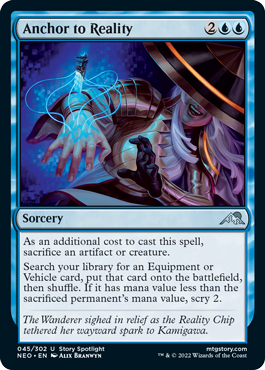 Anchor to Reality 2
Sorcery
As an additional cost to cast this spell,
sacrifice an artifact or creature.
Search your library for an Equipment or
Vehicle card, put that card onto the battlefield,
then shuffle. If it has mana value less than the
sacrificed permanent's mana value, scry 2.
The Wanderer sighed in relief as the Reality Chip
tethered her wayward spark to Kamigawa.
045/302 U Story Spotlight mtgstory.com
NEO • EN Alix Branwyn ™ & © 2022 Wizards of the Coast